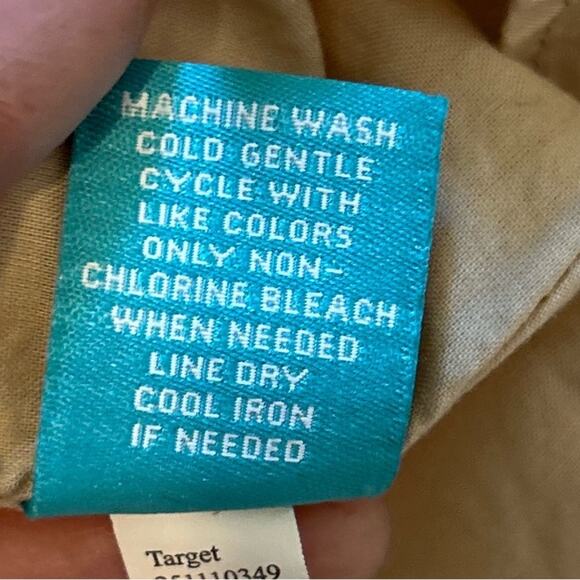 MACHINE WASH
COLD GENTLE
CYCLE WITH
LIKE COLORS
ONLY NON-
CHLORINE BLEACH
WHEN NEEDED
LINE DRY
COOL IRON
IF NEEDED
Target